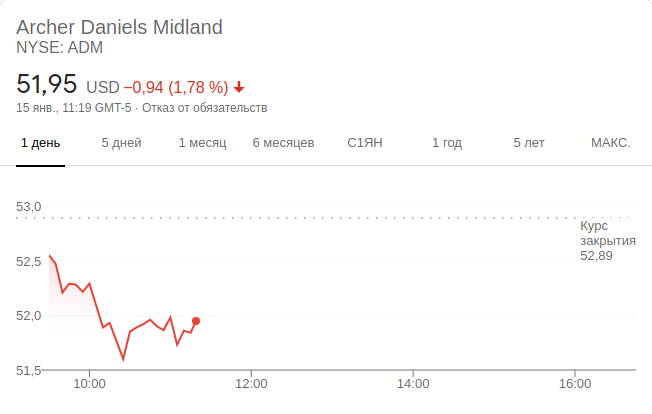 Archer Daniels Midland
NYSE: ADM
51,95 USD −0,94 (1,78 %)
15 янв., 11:19 GMT-5 · Отказ от обязательств
1 день 5 дней 1 месяц 6 месяцев С1ЯН 1 год 5 лет МАКС.
53,0
Курс
закрытия
52,89
52,5
52,0
51,5
10:00 12:00 14:00 16:00